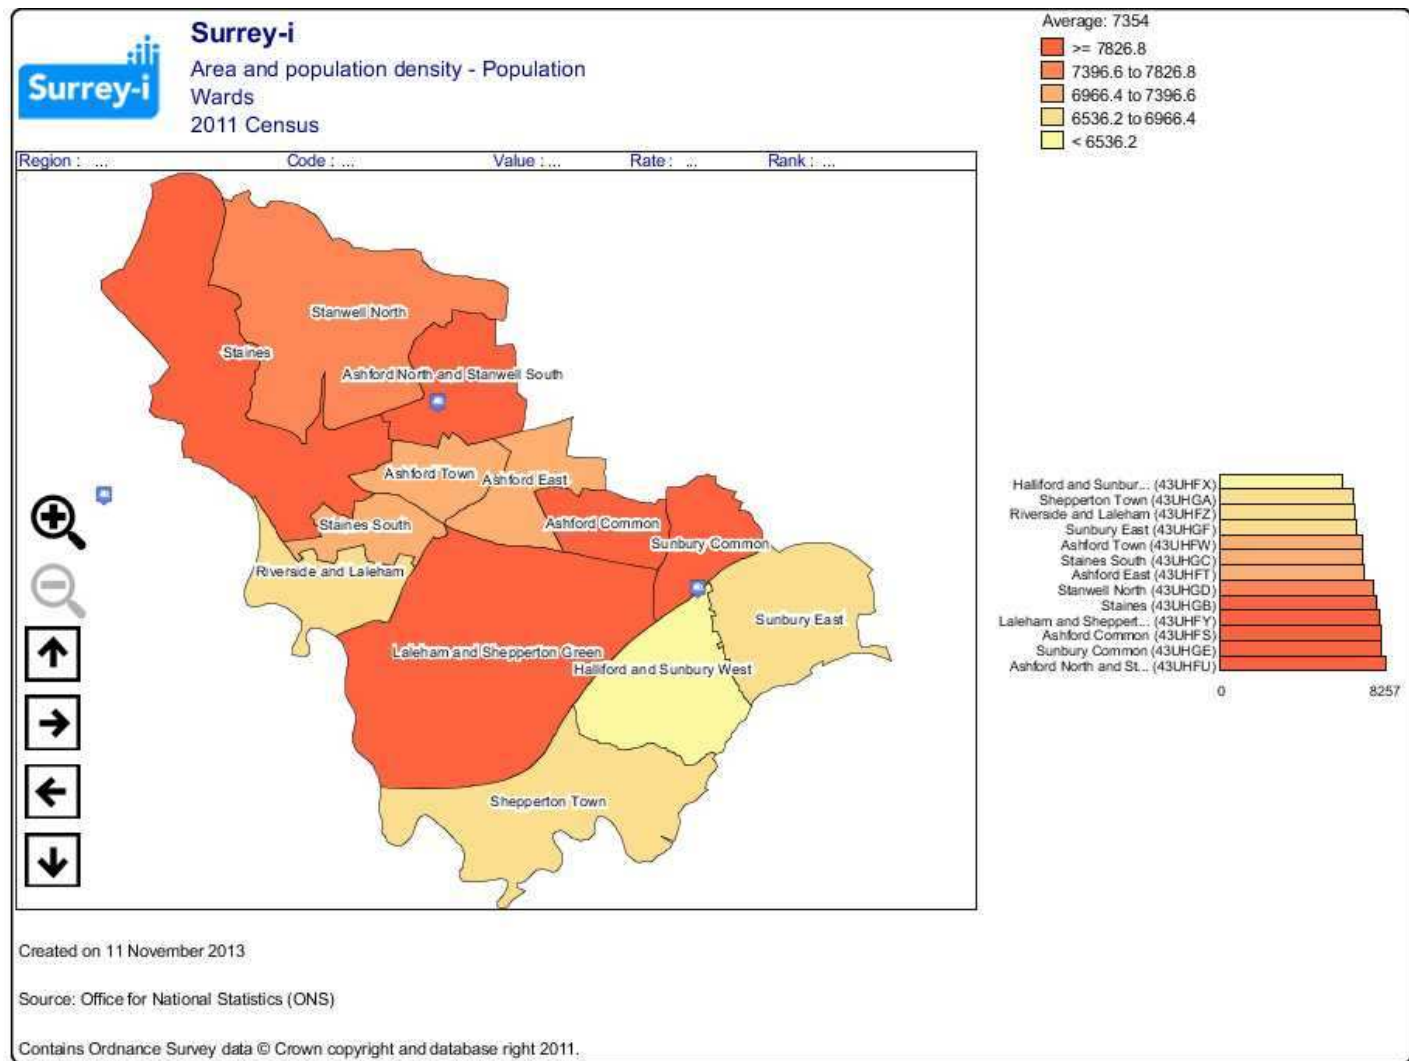 Surrey-i
Surrey-i
Area and population density - Population
Wards
2011 Census
Average: 7354
>= 7826.8
7396.6 to 7826.8
6966.4 to 7396.6
6536.2 to 6966.4
< 6536.2
Region : ... Code : ... Value : ... Rate : ... Rank : ...
Stanwell North
Staines
Ashford North and Stanwell South
Ashford Town
Ashford East
Staines South
Ashford Common
Sunbury Common
Riverside and Laleham
Sunbury East
Laleham and Shepperton Green
Halliford and Sunbury West
Shepperton Town
Halliford and Sunbur... (43UHFX)
Shepperton Town (43UHGA)
Riverside and Laleham (43UHFZ)
Sunbury East (43UHGF)
Ashford Town (43UHFW)
Staines South (43UHGC)
Ashford East (43UHFT)
Stanwell North (43UHGD)
Staines (43UHGB)
Laleham and Sheppert... (43UHFY)
Ashford Common (43UHFS)
Sunbury Common (43UHGE)
Ashford North and St... (43UHFU)
0 8257
Created on 11 November 2013
Source: Office for National Statistics (ONS)
Contains Ordnance Survey data © Crown copyright and database right 2011.